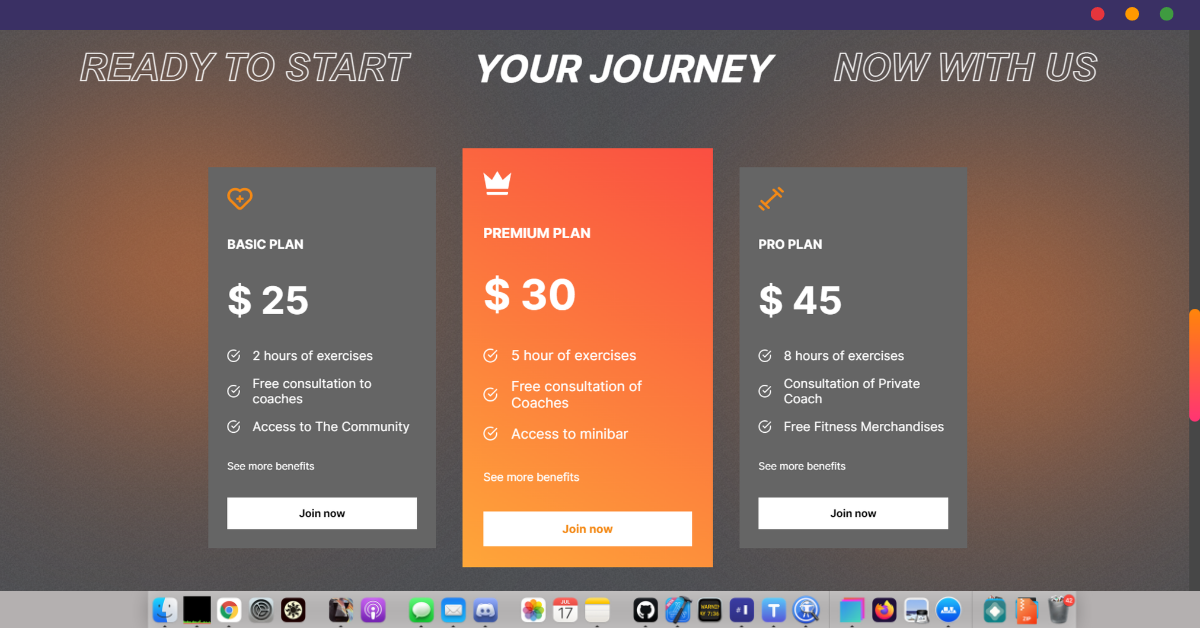 READY TO START YOUR JOURNEY NOW WITH US
BASIC PLAN
$ 25
2 hours of exercises
Free consultation to
coaches
Access to The Community
See more benefits
Join now
PREMIUM PLAN
$ 30
5 hour of exercises
Free consultation of
Coaches
Access to minibar
See more benefits
Join now
PRO PLAN
$ 45
8 hours of exercises
Consultation of Private
Coach
Free Fitness Merchandises
See more benefits
Join now
JUL
17
# I
T
ZIP
42